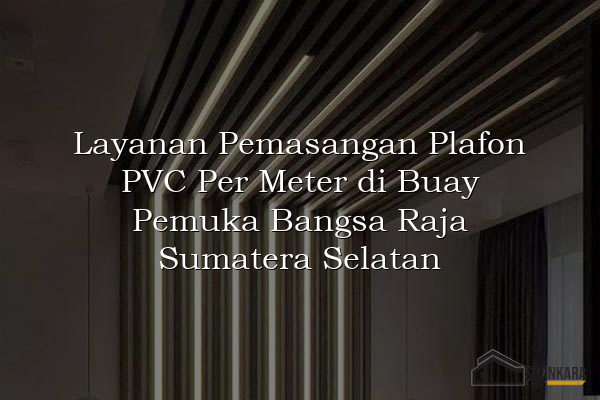 Layanan Pemasangan Plafon
PVC Per Meter di Buay
Pemuka Bangsa Raja
Sumatera Selatan